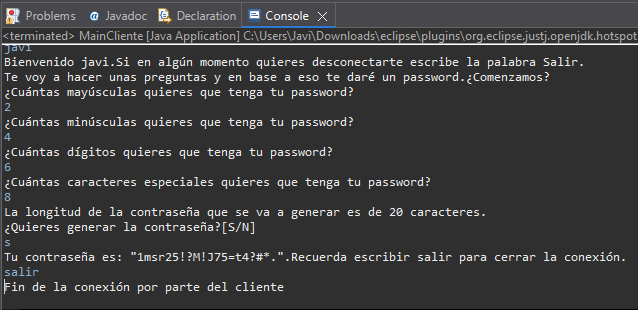 Problems Javadoc Declaration Console
<terminated> MainCliente [Java Application] C:\Users\Javi\Downloads\eclipse\plugins\org.eclipse.justj.openjdk.hotspot
javi
Bienvenido javi.Si en algún momento quieres desconectarte escribe la palabra Salir.
Te voy a hacer unas preguntas y en base a eso te daré un password.¿Comenzamos?
¿Cuántas mayúsculas quieres que tenga tu password?
2
¿Cuántas minúsculas quieres que tenga tu password?
4
¿Cuántas dígitos quieres que tenga tu password?
6
¿Cuántas caracteres especiales quieres que tenga tu password?
8
La longitud de la contraseña que se va a generar es de 20 caracteres.
¿Quieres generar la contraseña?[S/N]
s
Tu contraseña es: "1msr25!?M!J75=t4?#*.".Recuerda escribir salir para cerrar la conexión.
salir
Fin de la conexión por parte del cliente